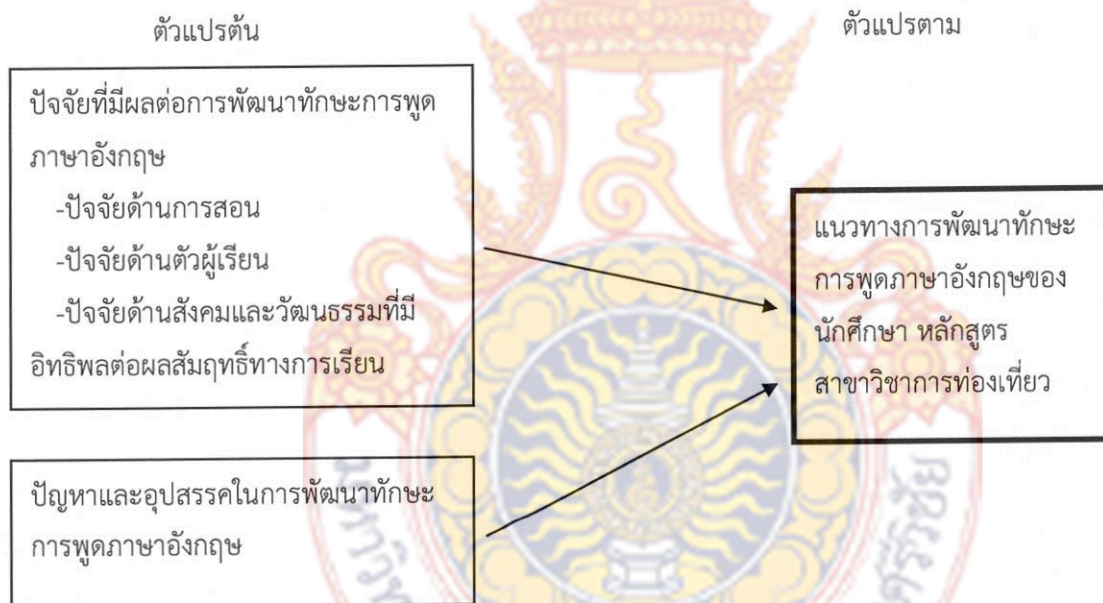 ตัวแปรต้น
ตัวแปรตาม
ปัจจัยที่มีผลต่อการพัฒนาทักษะการพูด
ภาษาอังกฤษ
-ปัจจัยด้านการสอน
-ปัจจัยด้านตัวผู้เรียน
-ปัจจัยด้านสังคมและวัฒนธรรมที่มี
อิทธิพลต่อผลสัมฤทธิ์ทางการเรียน
แนวทางการพัฒนาทักษะ
การพูดภาษาอังกฤษของ
นักศึกษา หลักสูตร
สาขาวิชาการท่องเที่ยว
ปัญหาและอุปสรรคในการพัฒนาทักษะ
การพูดภาษาอังกฤษ